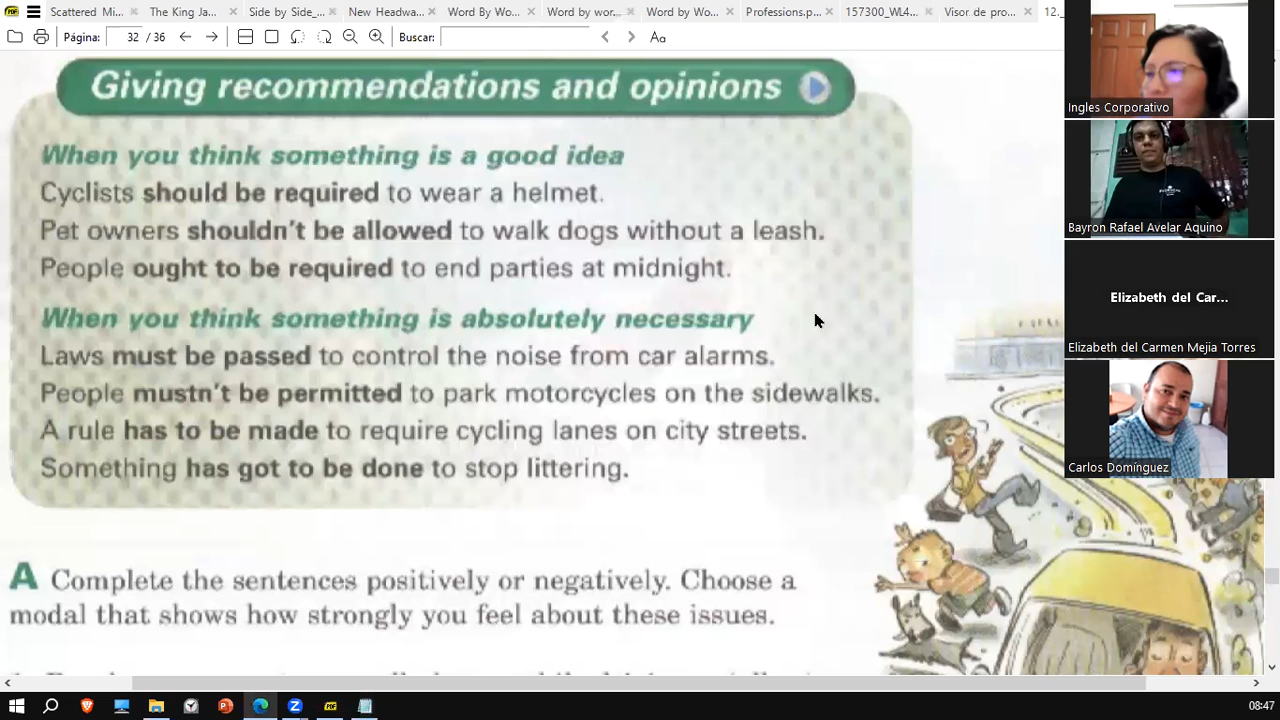 Scattered Mi...
The King Ja...
Side by Side_...
New Headwa...
Word By Wo...
Word by wor...
Word by Wo...
Professions.p...
157300_WL4...
Visor de pro...
12._
Página:
32 / 36
Buscar:
Aa
Giving recommendations and opinions
When you think something is a good idea
Cyclists should be required to wear a helmet.
Pet owners shouldn't be allowed to walk dogs without a leash.
People ought to be required to end parties at midnight.
When you think something is absolutely necessary
Laws must be passed to control the noise from car alarms.
People mustn't be permitted to park motorcycles on the sidewalks.
A rule has to be made to require cycling lanes on city streets.
Something has got to be done to stop littering.
A Complete the sentences positively or negatively. Choose a
modal that shows how strongly you feel about these issues.
Ingles Corporativo
Bayron Rafael Avelar Aquino
Elizabeth del Car...
Elizabeth del Carmen Mejia Torres
Carlos Domínguez
08:47